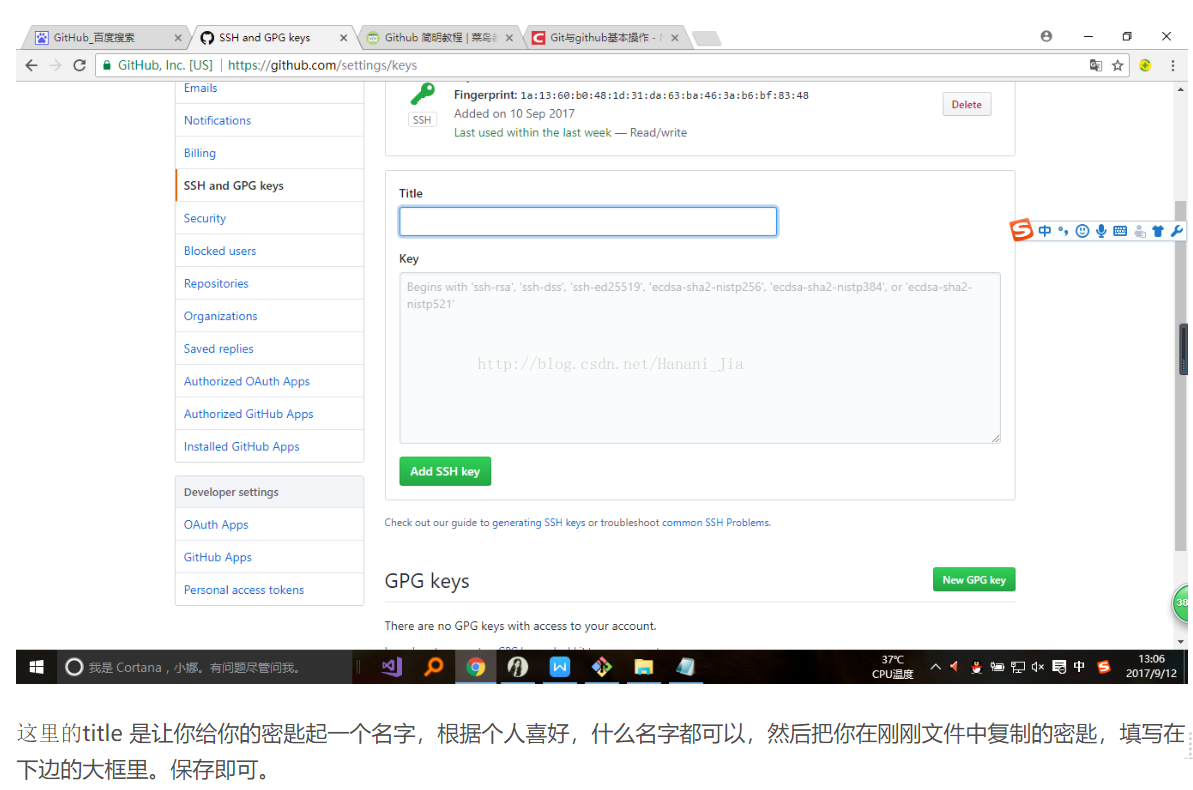 GitHub_百度搜索
SSH and GPG keys
Github 简明教程 | 菜鸟
Git与github基本操作 -
GitHub, Inc. [US] | https://github.com/settings/keys
Emails
Notifications
Billing
SSH and GPG keys
Security
Blocked users
Repositories
Organizations
Saved replies
Authorized OAuth Apps
Authorized GitHub Apps
Installed GitHub Apps
Developer settings
OAuth Apps
GitHub Apps
Personal access tokens
SSH
Fingerprint: 1a:13:60:b0:48:1d:31:da:63:ba:46:3a:b6:bf:83:48
Added on 10 Sep 2017
Last used within the last week — Read/write
Delete
Title
Key
Begins with 'ssh-rsa', 'ssh-dss', 'ssh-ed25519', 'ecdsa-sha2-nistp256', 'ecdsa-sha2-nistp384', or 'ecdsa-sha2-
nistp521'
http://blog.csdn.net/Hanani_Jia
Add SSH key
Check out our guide to generating SSH keys or troubleshoot common SSH Problems.
GPG keys
New GPG key
There are no GPG keys with access to your account.
中
38
我是 Cortana，小娜。有问题尽管问我。
37℃
CPU温度
中
13:06
2017/9/12
这里的title 是让你给你的密匙起一个名字，根据个人喜好，什么名字都可以，然后把你在刚刚文件中复制的密匙，填写在
下边的大框里。保存即可。